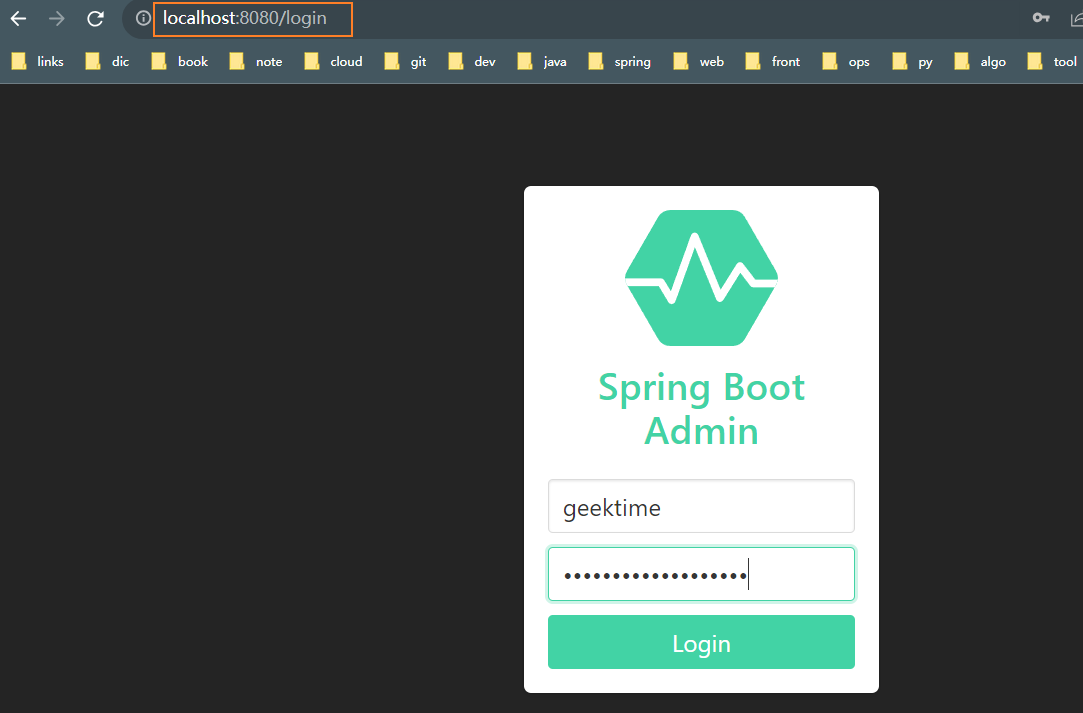 localhost:8080/login
links dic book note cloud git dev java spring web front ops py algo tool
Spring Boot
Admin
geektime
•••••••••••••••••••
Login